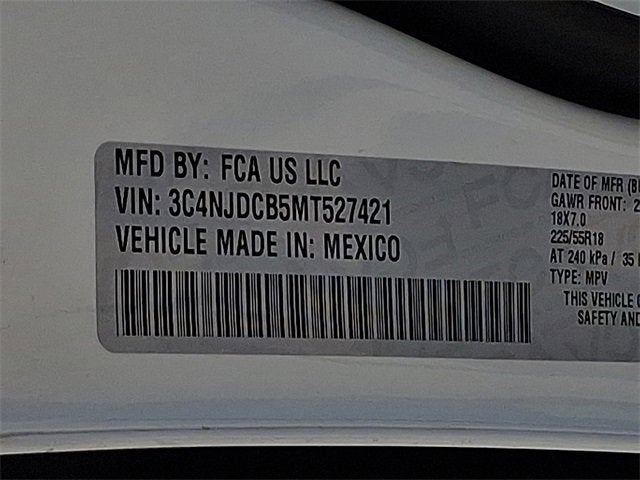 MFD BY: FCA US LLC
VIN: 3C4NJDCB5MT527421
VEHICLE MADE IN: MEXICO
DATE OF MFR
GAWR FRONT:
18X7.0
225/55R18
AT 240 kPa / 35
TYPE: MPV
THIS VEHICLE
SAFETY AND